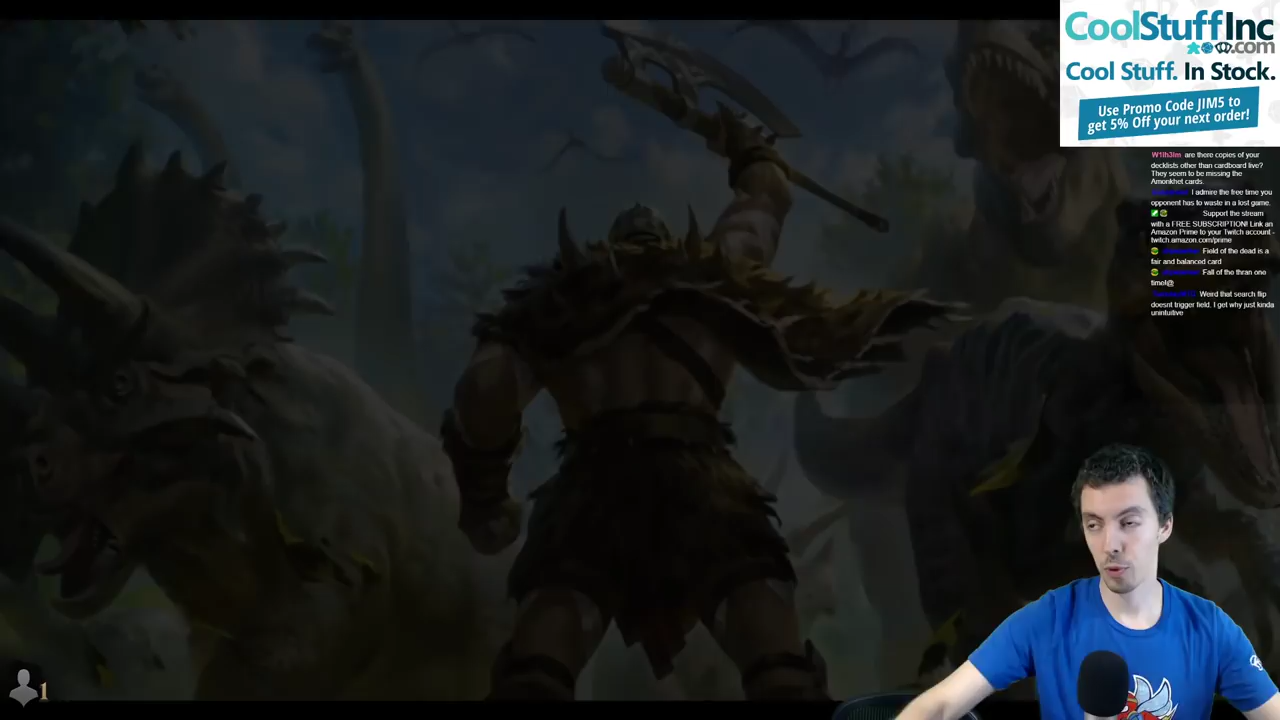 CoolStuffInc
.com
Cool Stuff. In Stock.
Use Promo Code JIM5 to
get 5% Off your next order!
W1lh3lm are there copies of your
decklists other than cardboard live?
They seem to be missing the
Amonkhet cards.
I admire the free time you
opponent has to waste in a lost game.
Support the stream
with a FREE SUBSCRIPTION! Link an
Amazon Prime to your Twitch account -
twitch.amazon.com/prime
Field of the dead is a
fair and balanced card
Fall of the thran one
time!@
Weird that search flip
doesnt trigger field. I get why just kinda
unintuitive
1